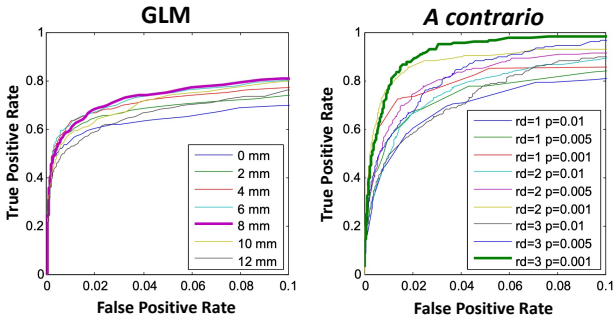 GLM
True Positive Rate
1
0.8
0.6
0.4
0.2
0
0 mm
2 mm
4 mm
6 mm
8 mm
10 mm
12 mm
0
0.02
0.04
0.06
0.08
0.1
False Positive Rate
A contrario
True Positive Rate
1
0.8
0.6
0.4
0.2
0
rd=1 p=0.01
rd=1 p=0.005
rd=1 p=0.001
rd=2 p=0.01
rd=2 p=0.005
rd=2 p=0.001
rd=3 p=0.01
rd=3 p=0.005
rd=3 p=0.001
0
0.02
0.04
0.06
0.08
0.1
False Positive Rate